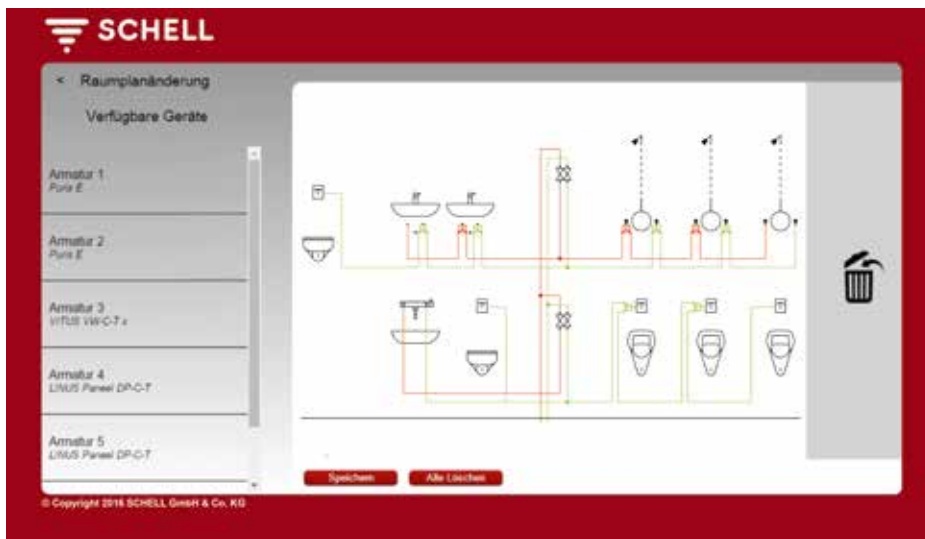 SCHELL
< Raumplanänderung
Verfügbare Geräte
Armatur 1
Puris E
Armatur 2
Puris E
Armatur 3
VITUS VW-C-T x
Armatur 4
LINUS Paneel DP-C-T
Armatur 5
LINUS Paneel DP-C-T
Speichern
Alle Löschen
© Copyright 2016 SCHELL GmbH & Co. KG